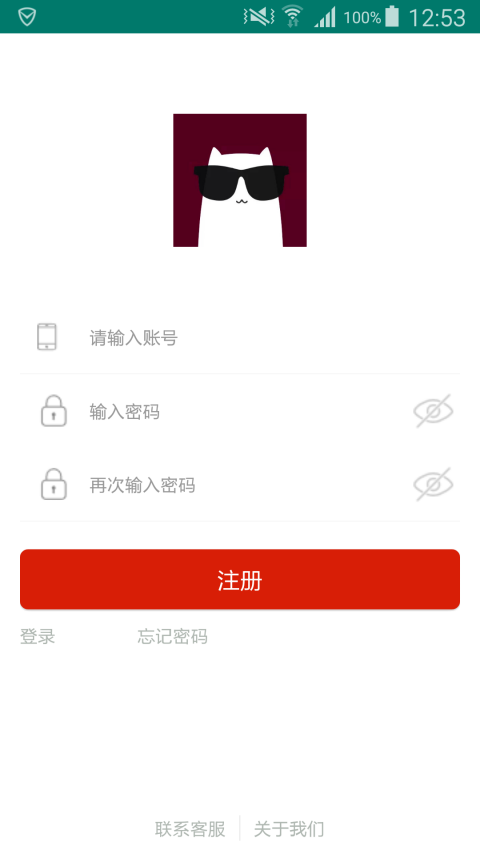 100% 12:53
请输入账号
输入密码
再次输入密码
注册
登录 忘记密码
联系客服 关于我们